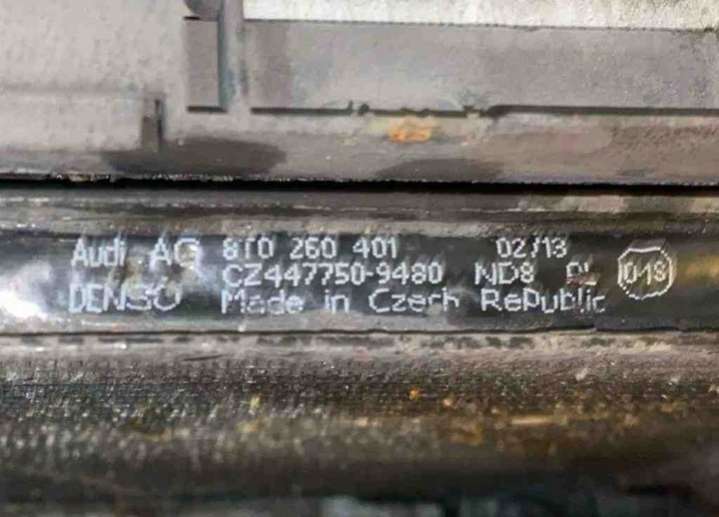 Audi AG 8T0 260 401 02/13
DENSO CZ447750-9480 ND8
Made in Czech Republic